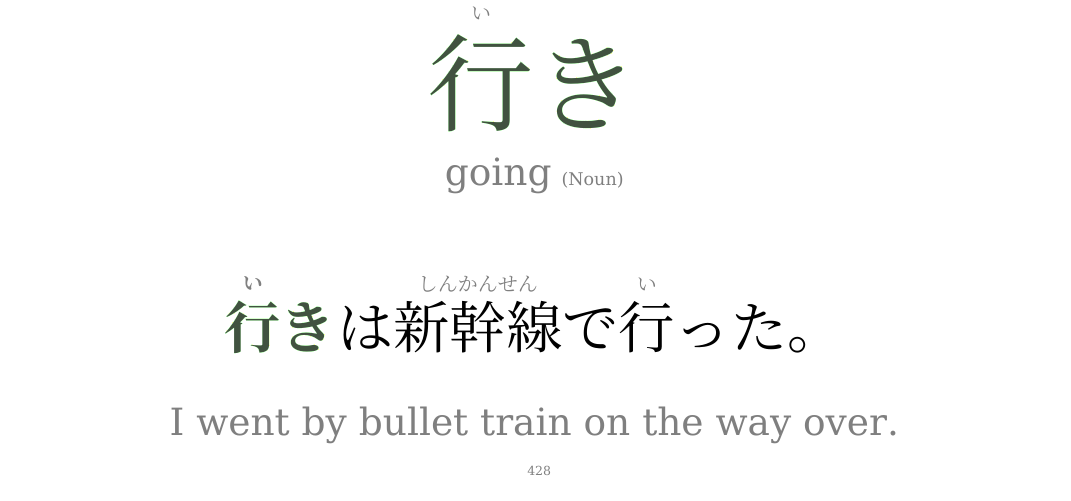 い
行き
going (Noun)
い しんかんせん い
行きは新幹線で行った。
I went by bullet train on the way over.
428